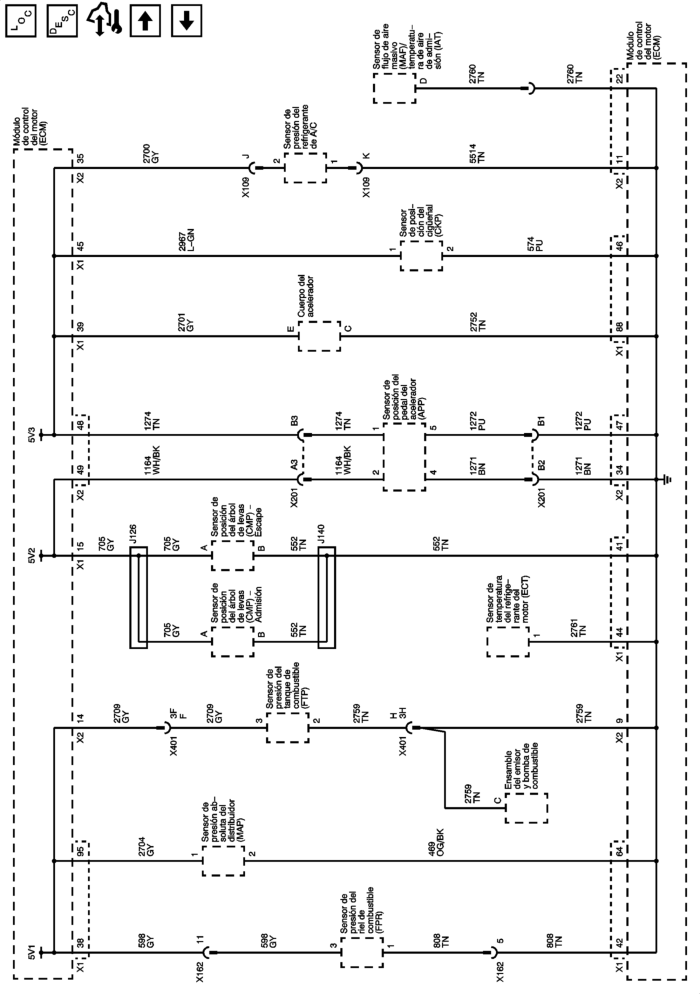 L O C
D E S C
Módulo
de control
del motor
(ECM)
5V1
5V2
5V3
38
X1
95
14
X2
15
X1
49
X2
48
39
X1
45
X1
35
X2
598
GY
11
X162
598
GY
3
Sensor de
presión del
riel de
combustible
(FPR)
1
808
TN
5
X162
808
TN
42
X1
2704
GY
1
Sensor de
presión ab-
soluta del
distribuidor
(MAP)
2
469
OG/BK
64
2709
GY
3F
F
X401
2709
GY
3
Sensor de
presión del
tanque de
combustible
(FTP)
2
2759
TN
H
3H
X401
2759
TN
C
Ensamble
del emisor
y bomba de
combustible
2759
TN
9
X2
705
GY
J126
705
GY
705
GY
A
Sensor de
posición
del árbol
de levas
(CMP) –
Admisión
B
552
TN
A
Sensor de
posición
del árbol
de levas
(CMP) –
Escape
B
552
TN
J140
552
TN
41
Sensor de
temperatura
del refrige-
rante del
motor (ECT)
1
2761
TN
44
X1
1164
WH/BK
A3
X201
1164
WH/BK
2
1274
TN
B3
1274
TN
1
Sensor de
posición del
pedal del
acelerador
(APP)
4
1271
BN
B2
X201
1271
BN
34
X2
5
1272
PU
B1
1272
PU
47
2701
GY
E
Cuerpo del
acelerador
C
2752
TN
88
X1
2967
L-GN
1
Sensor
de posi-
ción del
cigüeñal
(CKP)
2
574
PU
46
2700
GY
J
X109
2
Sensor de
presión del
refrigerante
de A/C
1
K
X109
5514
TN
11
X2
Sensor de
flujo de aire
masivo
(MAF)/
temperatu-
ra de aire
de admi-
sión (IAT)
D
2760
TN
2760
TN
22
Módulo
de control
del motor
(ECM)